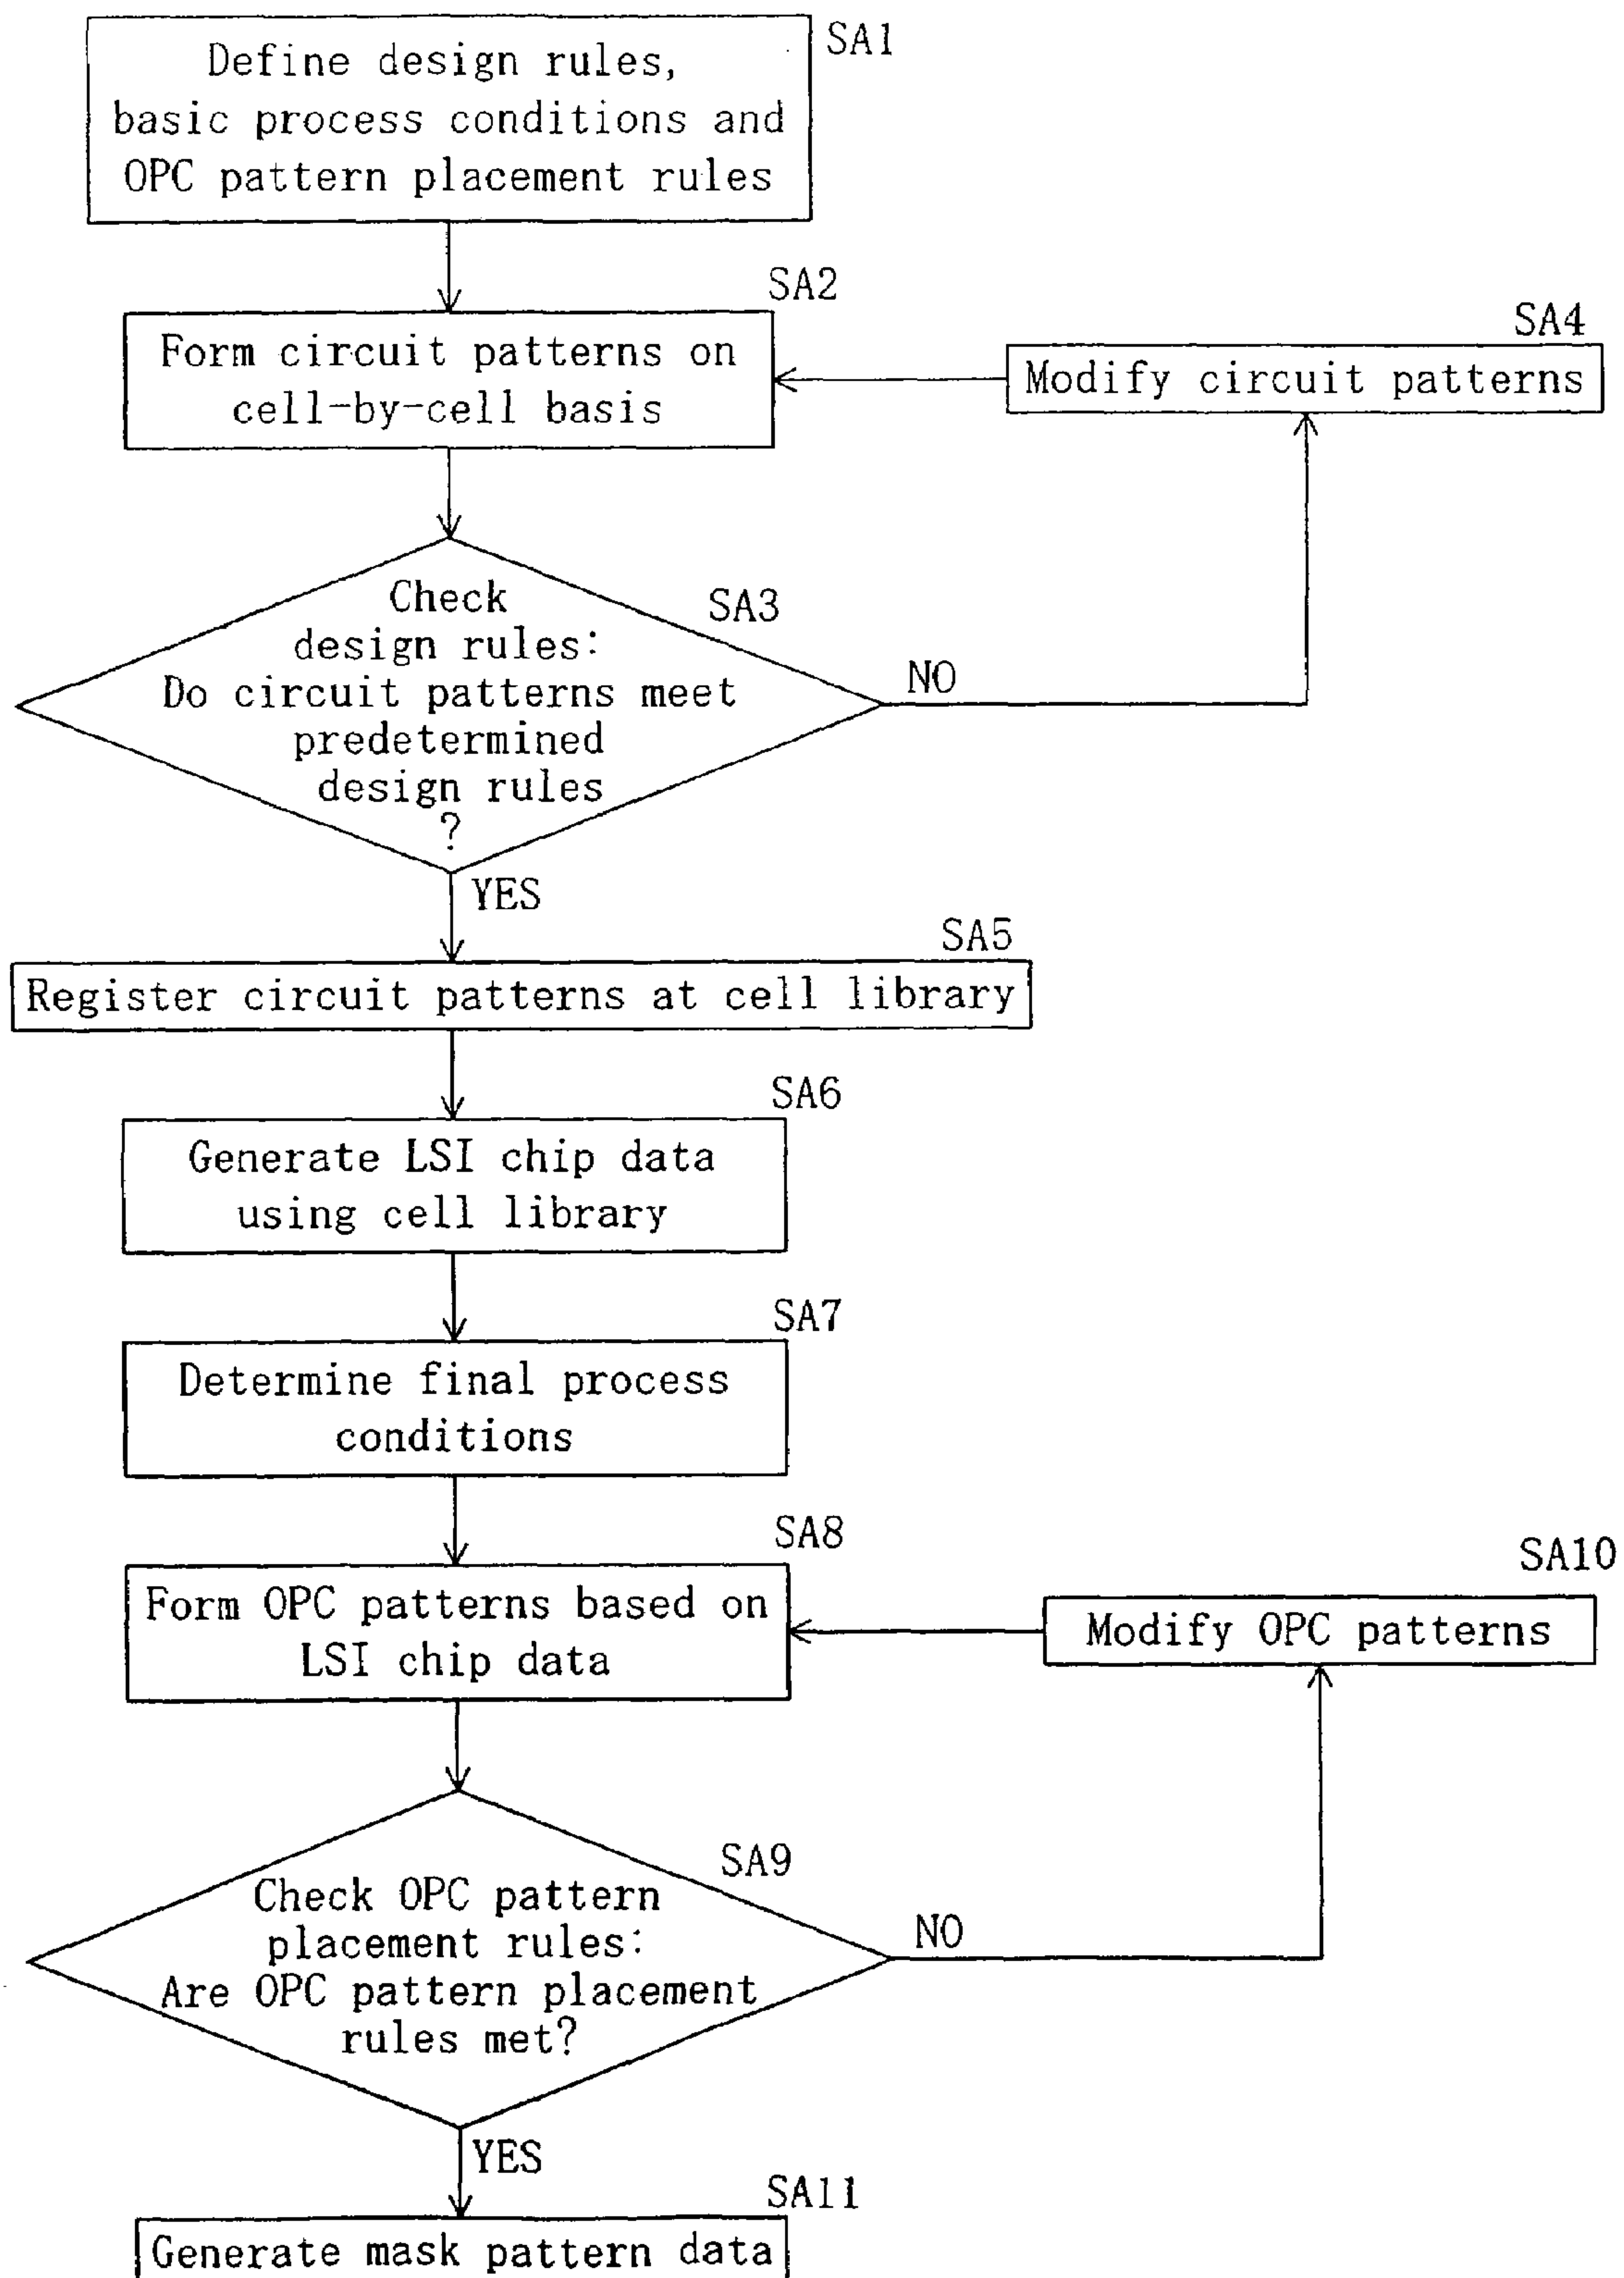 SA1
Define design rules,
basic process conditions and
OPC pattern placement rules
SA2
Form circuit patterns on
cell-by-cell basis
SA4
Modify circuit patterns
SA3
Check
design rules:
Do circuit patterns meet
predetermined
design rules
?
NO
YES
SA5
Register circuit patterns at cell library
SA6
Generate LSI chip data
using cell library
SA7
Determine final process
conditions
SA8
Form OPC patterns based on
LSI chip data
SA10
Modify OPC patterns
SA9
Check OPC pattern
placement rules:
Are OPC pattern placement
rules met?
NO
YES
SA11
Generate mask pattern data